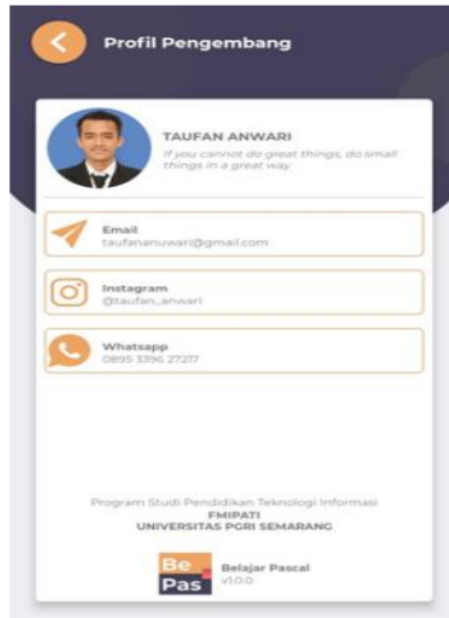 Profil Pengembang
TAUFAN ANWARI
If you cannot do great things, do small
things in a great way
Email
taufananuwari@gmail.com
Instagram
@taufan_anwari
Whatsapp
0895 3396 27217
Program Studi Pendidikan Teknologi Informasi
FMIPATI
UNIVERSITAS PGRI SEMARANG
Be
Pas
Belajar Pascal
v1.0.0